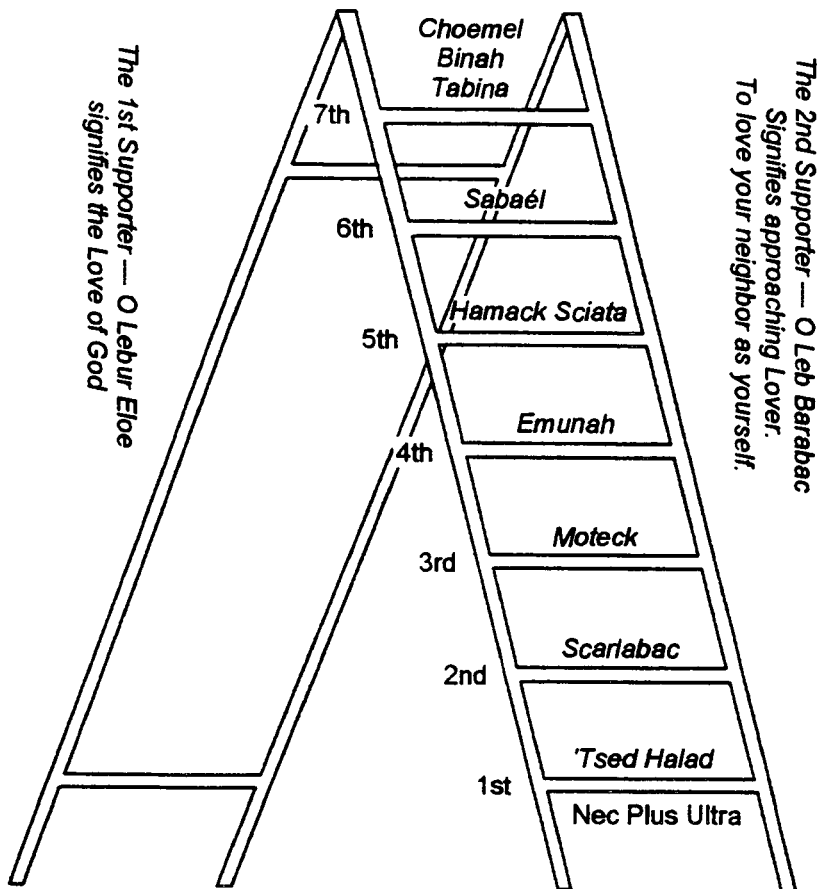 The 1st Supporter — O Lebur Eloe
signifies the Love of God
Choemel
Binah
Tabina
7th
Sabaél
6th
Hamack Sciata
5th
Emunah
4th
Moteck
3rd
Scarlabac
2nd
'Tsed Halad
1st
Nec Plus Ultra
The 2nd Supporter — O Leb Barabac
Signifies approaching Lover.
To love your neighbor as yourself.